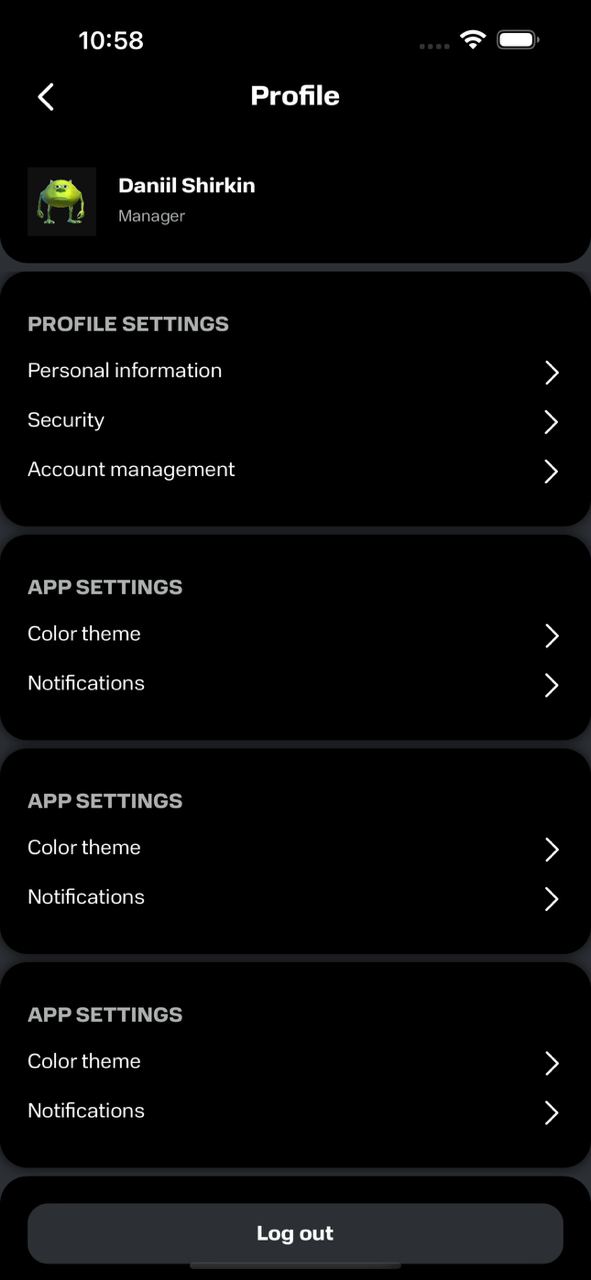 10:58
Profile
Daniil Shirkin
Manager
PROFILE SETTINGS
Personal information
Security
Account management
APP SETTINGS
Color theme
Notifications
APP SETTINGS
Color theme
Notifications
APP SETTINGS
Color theme
Notifications
Log out